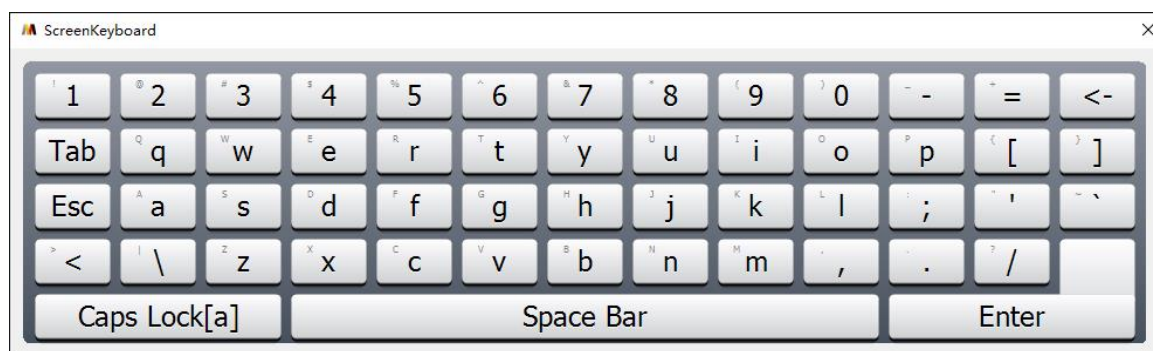 ScreenKeyboard
! 1 @ 2 # 3 $ 4 % 5 ^ 6 & 7 * 8 ( 9 ) 0 _ - + = <-
Tab Q q W w E e R r T t Y y U u I i O o P p { [ } ]
Esc A a S s D d F f G g H h J j K k L l : ; " ' ~ `
> < | \ Z z X x C c V v B b N n M m , . ? /
Caps Lock[a] Space Bar Enter